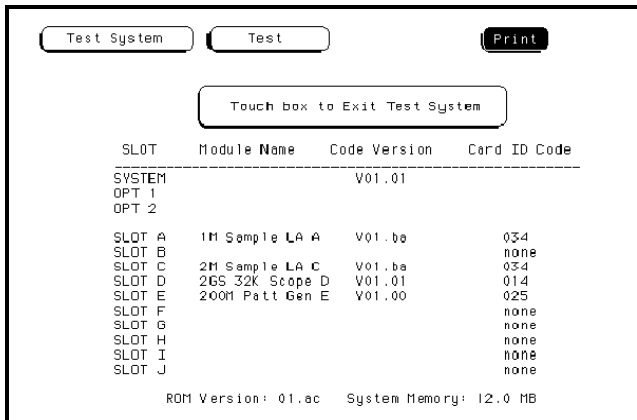 Test System Test Print
Touch box to Exit Test System
SLOT Module Name Code Version Card ID Code
SYSTEM V01.01
OPT 1
OPT 2
SLOT A 1M Sample LA A V01.ba 034
SLOT B none
SLOT C 2M Sample LA C V01.ba 034
SLOT D 2GS 32K Scope D V01.01 014
SLOT E 200M Patt Gen E V01.00 025
SLOT F none
SLOT G none
SLOT H none
SLOT I none
SLOT J none
ROM Version: 01.ac System Memory: 12.0 MB